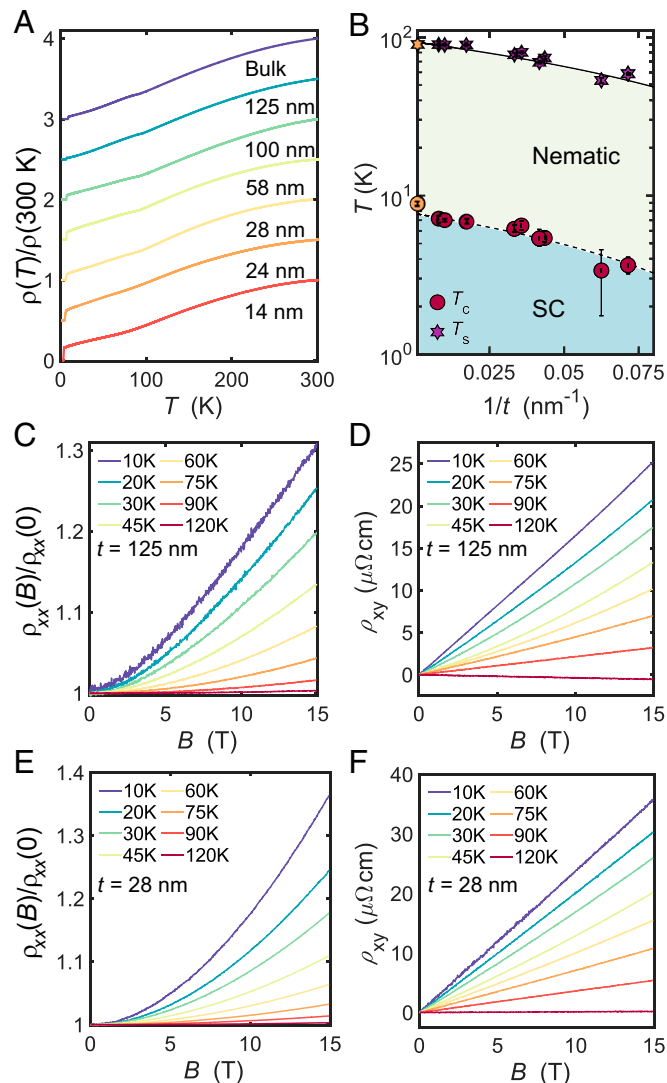 A
ρ(T)/ρ(300 K)
4
3
2
1
0
Bulk
125 nm
100 nm
58 nm
28 nm
24 nm
14 nm
0
100
200
300
T (K)
B
T (K)
10²
10¹
10⁰
Nematic
SC
Tc
Ts
0.025
0.05
0.080
1/t (nm⁻¹)
C
ρxx(B)/ρxx(0)
1.3
1.2
1.1
1
10K 60K
20K 75K
30K 90K
45K 120K
t = 125 nm
0
5
10
15
B (T)
D
ρxy (μΩcm)
25
20
15
10
5
0
10K 60K
20K 75K
30K 90K
45K 120K
t = 125 nm
0
5
10
15
B (T)
E
ρxx(B)/ρxx(0)
1.4
1.3
1.2
1.1
1
10K 60K
20K 75K
30K 90K
45K 120K
t = 28 nm
0
5
10
15
B (T)
F
ρxy (μΩcm)
40
30
20
10
0
10K 60K
20K 75K
30K 90K
45K 120K
t = 28 nm
0
5
10
15
B (T)